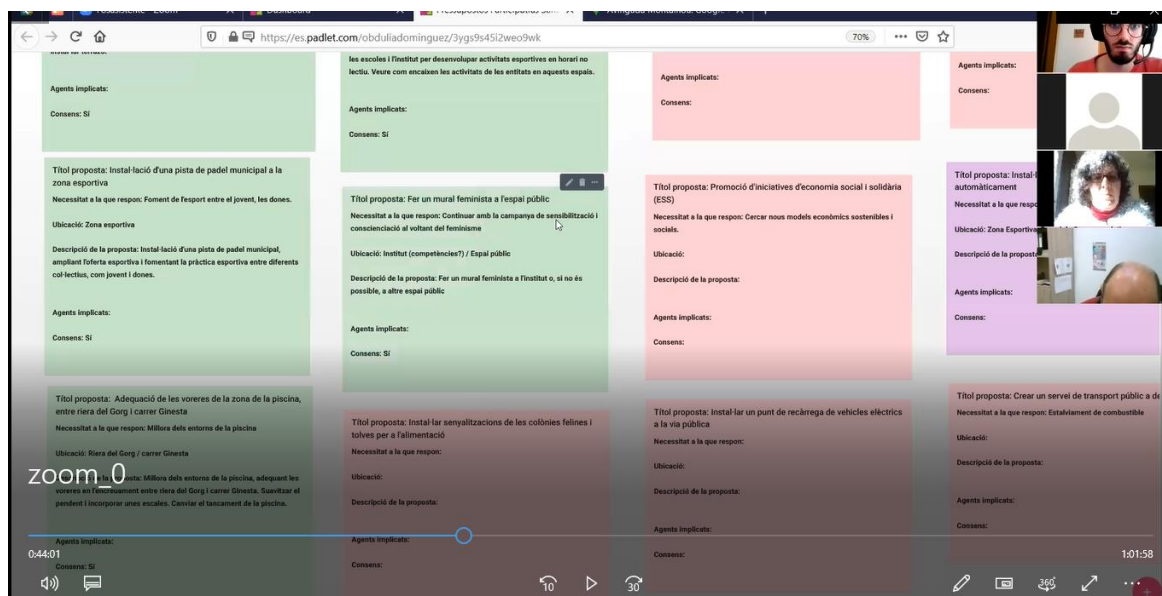 Dashboard
https://es.padlet.com/obduliadominguez/3ygs9s45i2weo9wk
70%
Agents implicats:
Consens: Sí
les escoles i l'institut per desenvolupar activitats esportives en horari no
lectiu. Veure com encaixen les activitats de les entitats en aquests espais.
Agents implicats:
Consens: Sí
Agents implicats:
Consens:
Agents implicats:
Consens:
Títol proposta: Instal·lació d'una pista de padel municipal a la
zona esportiva
Necessitat a la que respon: Foment de l'esport entre el jovent, les dones.
Ubicació: Zona esportiva
Descripció de la proposta: Instal·lació d'una pista de padel municipal,
ampliant l'oferta esportiva i fomentant la pràctica esportiva entre diferents
col·lectius, com jovent i dones.
Agents implicats:
Consens: Sí
Títol proposta: Fer un mural feminista a l'espai públic
Necessitat a la que respon: Continuar amb la campanya de sensibilització i
conscienciació al voltant del feminisme
Ubicació: Institut (competències?) / Espai públic
Descripció de la proposta: Fer un mural feminista a l'institut o, si no és
possible, a altre espai públic
Agents implicats:
Consens: Sí
Títol proposta: Promoció d'iniciatives d'economia social i solidària
(ESS)
Necessitat a la que respon: Cercar nous models econòmics sostenibles i
socials.
Ubicació:
Descripció de la proposta:
Agents implicats:
Consens:
Títol proposta: Instal·l
automàticament
Necessitat a la que respo
Ubicació: Zona Esportiva
Descripció de la proposta
Agents implicats:
Consens:
Títol proposta: Adequació de les voreres de la zona de la piscina,
entre riera del Gorg i carrer Ginesta
Necessitat a la que respon: Millora dels entorns de la piscina
Ubicació: Riera del Gorg / carrer Ginesta
proposta: Millora dels entorns de la piscina, adequant les
voreres en l'encreuament entre riera del Gorg i carrer Ginesta. Suavitzar el
pendent i incorporar unes escales. Canviar el tancament de la piscina.
Agents implicats:
Consens: Sí
Títol proposta: Instal·lar senyalitzacions de les colònies felines i
tolves per a l'alimentació
Necessitat a la que respon:
Ubicació:
Descripció de la proposta:
Agents implicats:
Consens:
Títol proposta: Instal·lar un punt de recàrrega de vehicles elèctrics
a la via pública
Necessitat a la que respon:
Ubicació:
Descripció de la proposta:
Agents implicats:
Consens:
Títol proposta: Crear un servei de transport públic a de
Necessitat a la que respon: Estalviament de combustible
Ubicació:
Descripció de la proposta:
Agents implicats:
Consens:
zoom_0
0:44:01
1:01:58
10
30
360°